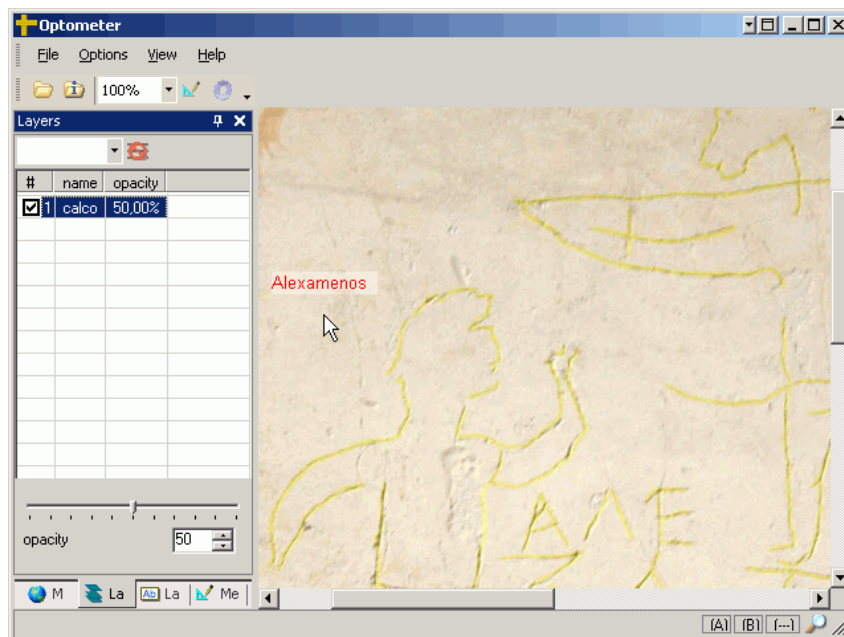 Optometer
File Options View Help
100%
Layers
# name opacity
1 calco 50,00%
Alexamenos
ΑΛΕ
opacity 50
M La La Me
(A) (B) (---)